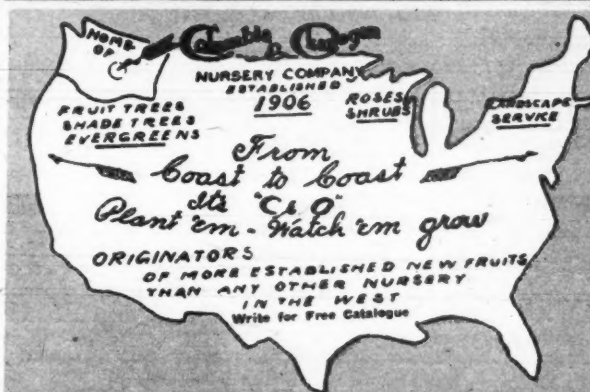 HOME OF
Columbia & Okanogan
NURSERY COMPANY
ESTABLISHED
1906
FRUIT TREES
SHADE TREES
EVERGREENS
ROSES
SHRUBS
LANDSCAPE
SERVICE
From
Coast to Coast
Its "C & O"
Plant 'em - Watch 'em grow
ORIGINATORS
OF MORE ESTABLISHED NEW FRUITS
THAN ANY OTHER NURSERY
IN THE WEST
Write for Free Catalogue